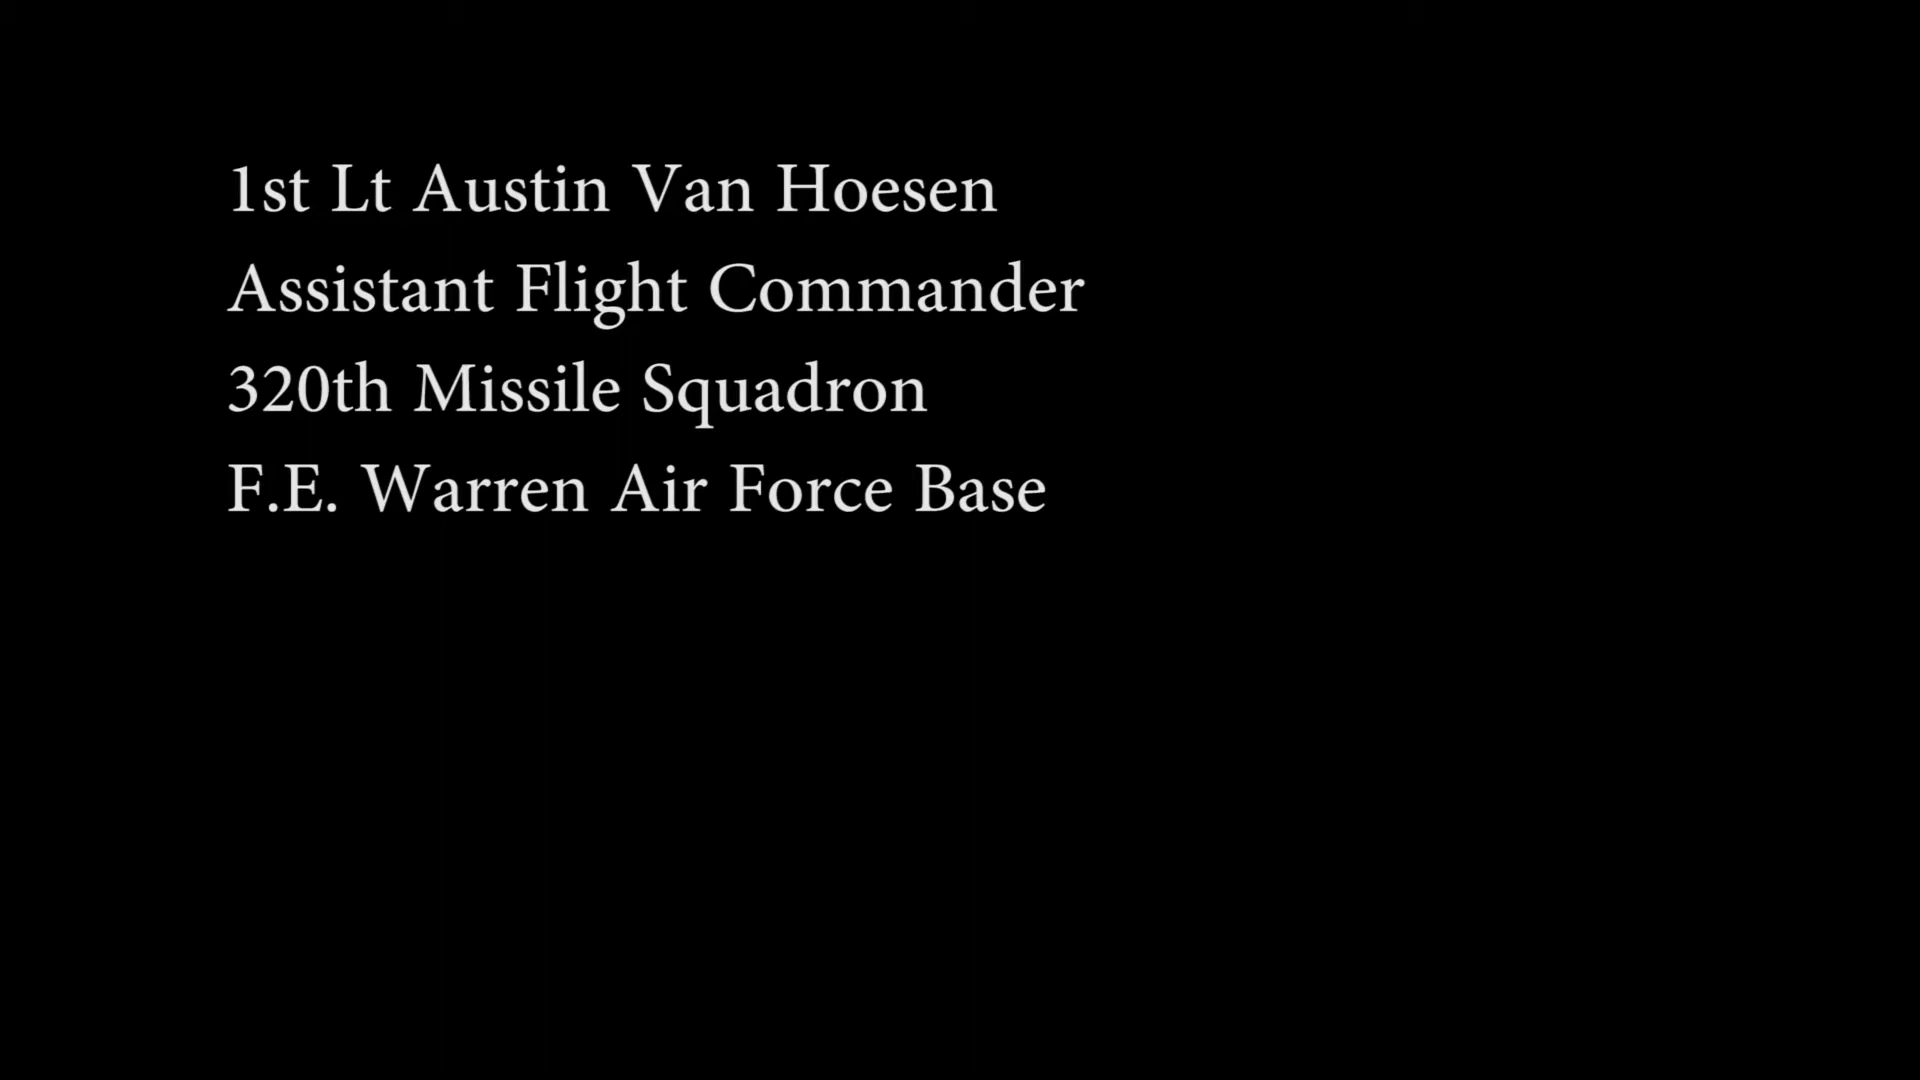 1st Lt Austin Van Hoesen
Assistant Flight Commander
320th Missile Squadron
F.E. Warren Air Force Base